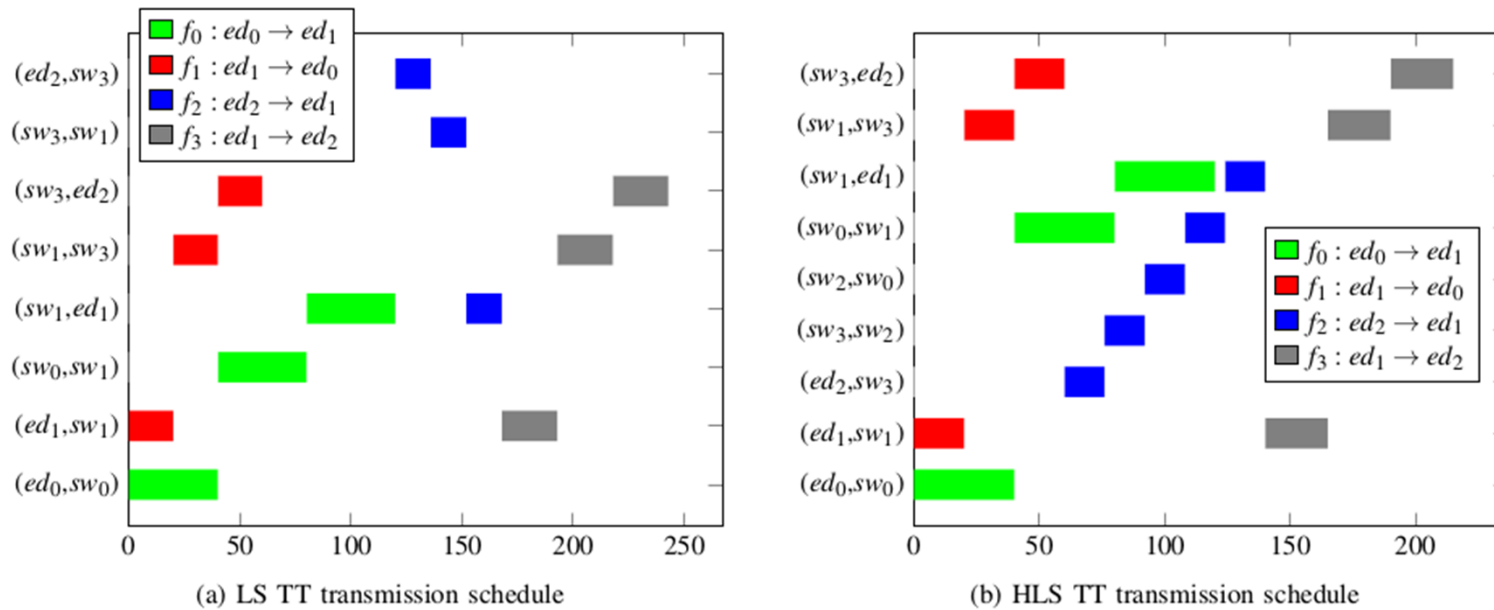 f0 : ed0 → ed1
f1 : ed1 → ed0
f2 : ed2 → ed1
f3 : ed1 → ed2
(ed2,sw3)
(sw3,sw1)
(sw3,ed2)
(sw1,sw3)
(sw1,ed1)
(sw0,sw1)
(ed1,sw1)
(ed0,sw0)
0 50 100 150 200 250
(a) LS TT transmission schedule
(sw3,ed2)
(sw1,sw3)
(sw1,ed1)
(sw0,sw1)
(sw2,sw0)
(sw3,sw2)
(ed2,sw3)
(ed1,sw1)
(ed0,sw0)
f0 : ed0 → ed1
f1 : ed1 → ed0
f2 : ed2 → ed1
f3 : ed1 → ed2
0 50 100 150 200
(b) HLS TT transmission schedule